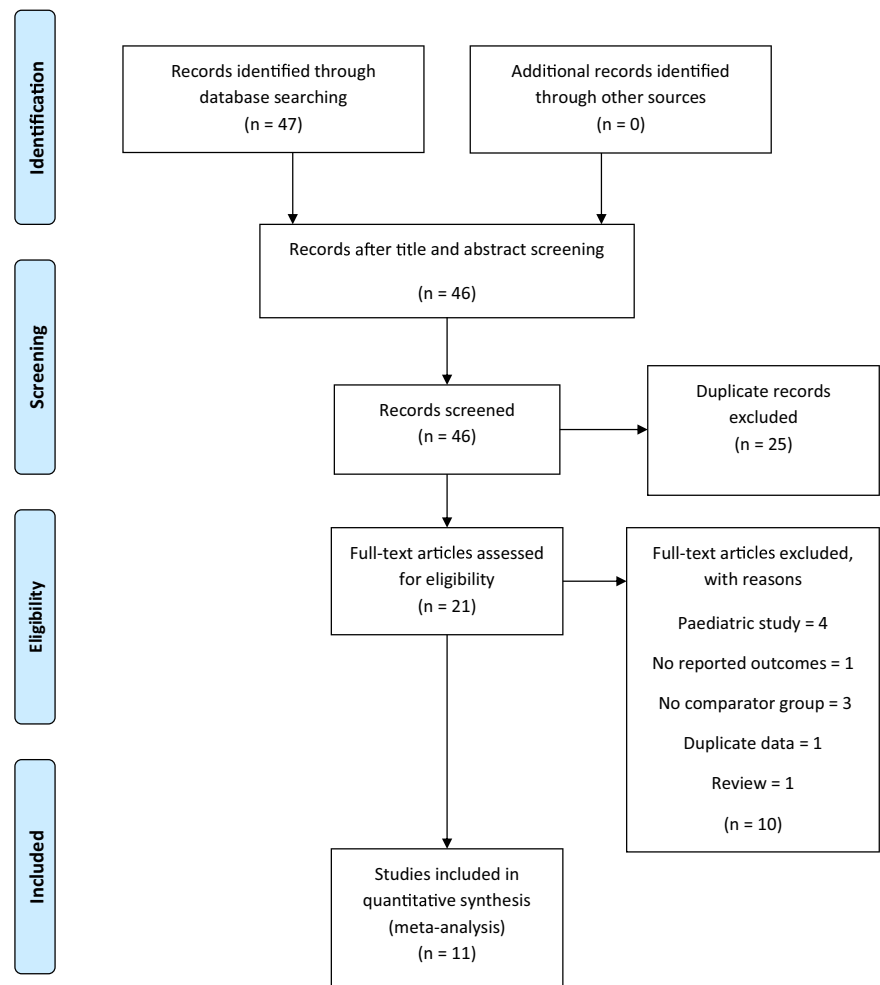 Identification
Records identified through
database searching
(n = 47)
Additional records identified
through other sources
(n = 0)
Records after title and abstract screening
(n = 46)
Screening
Records screened
(n = 46)
Duplicate records
excluded
(n = 25)
Eligibility
Full-text articles assessed
for eligibility
(n = 21)
Full-text articles excluded,
with reasons
Paediatric study = 4
No reported outcomes = 1
No comparator group = 3
Duplicate data = 1
Review = 1
(n = 10)
Included
Studies included in
quantitative synthesis
(meta-analysis)
(n = 11)